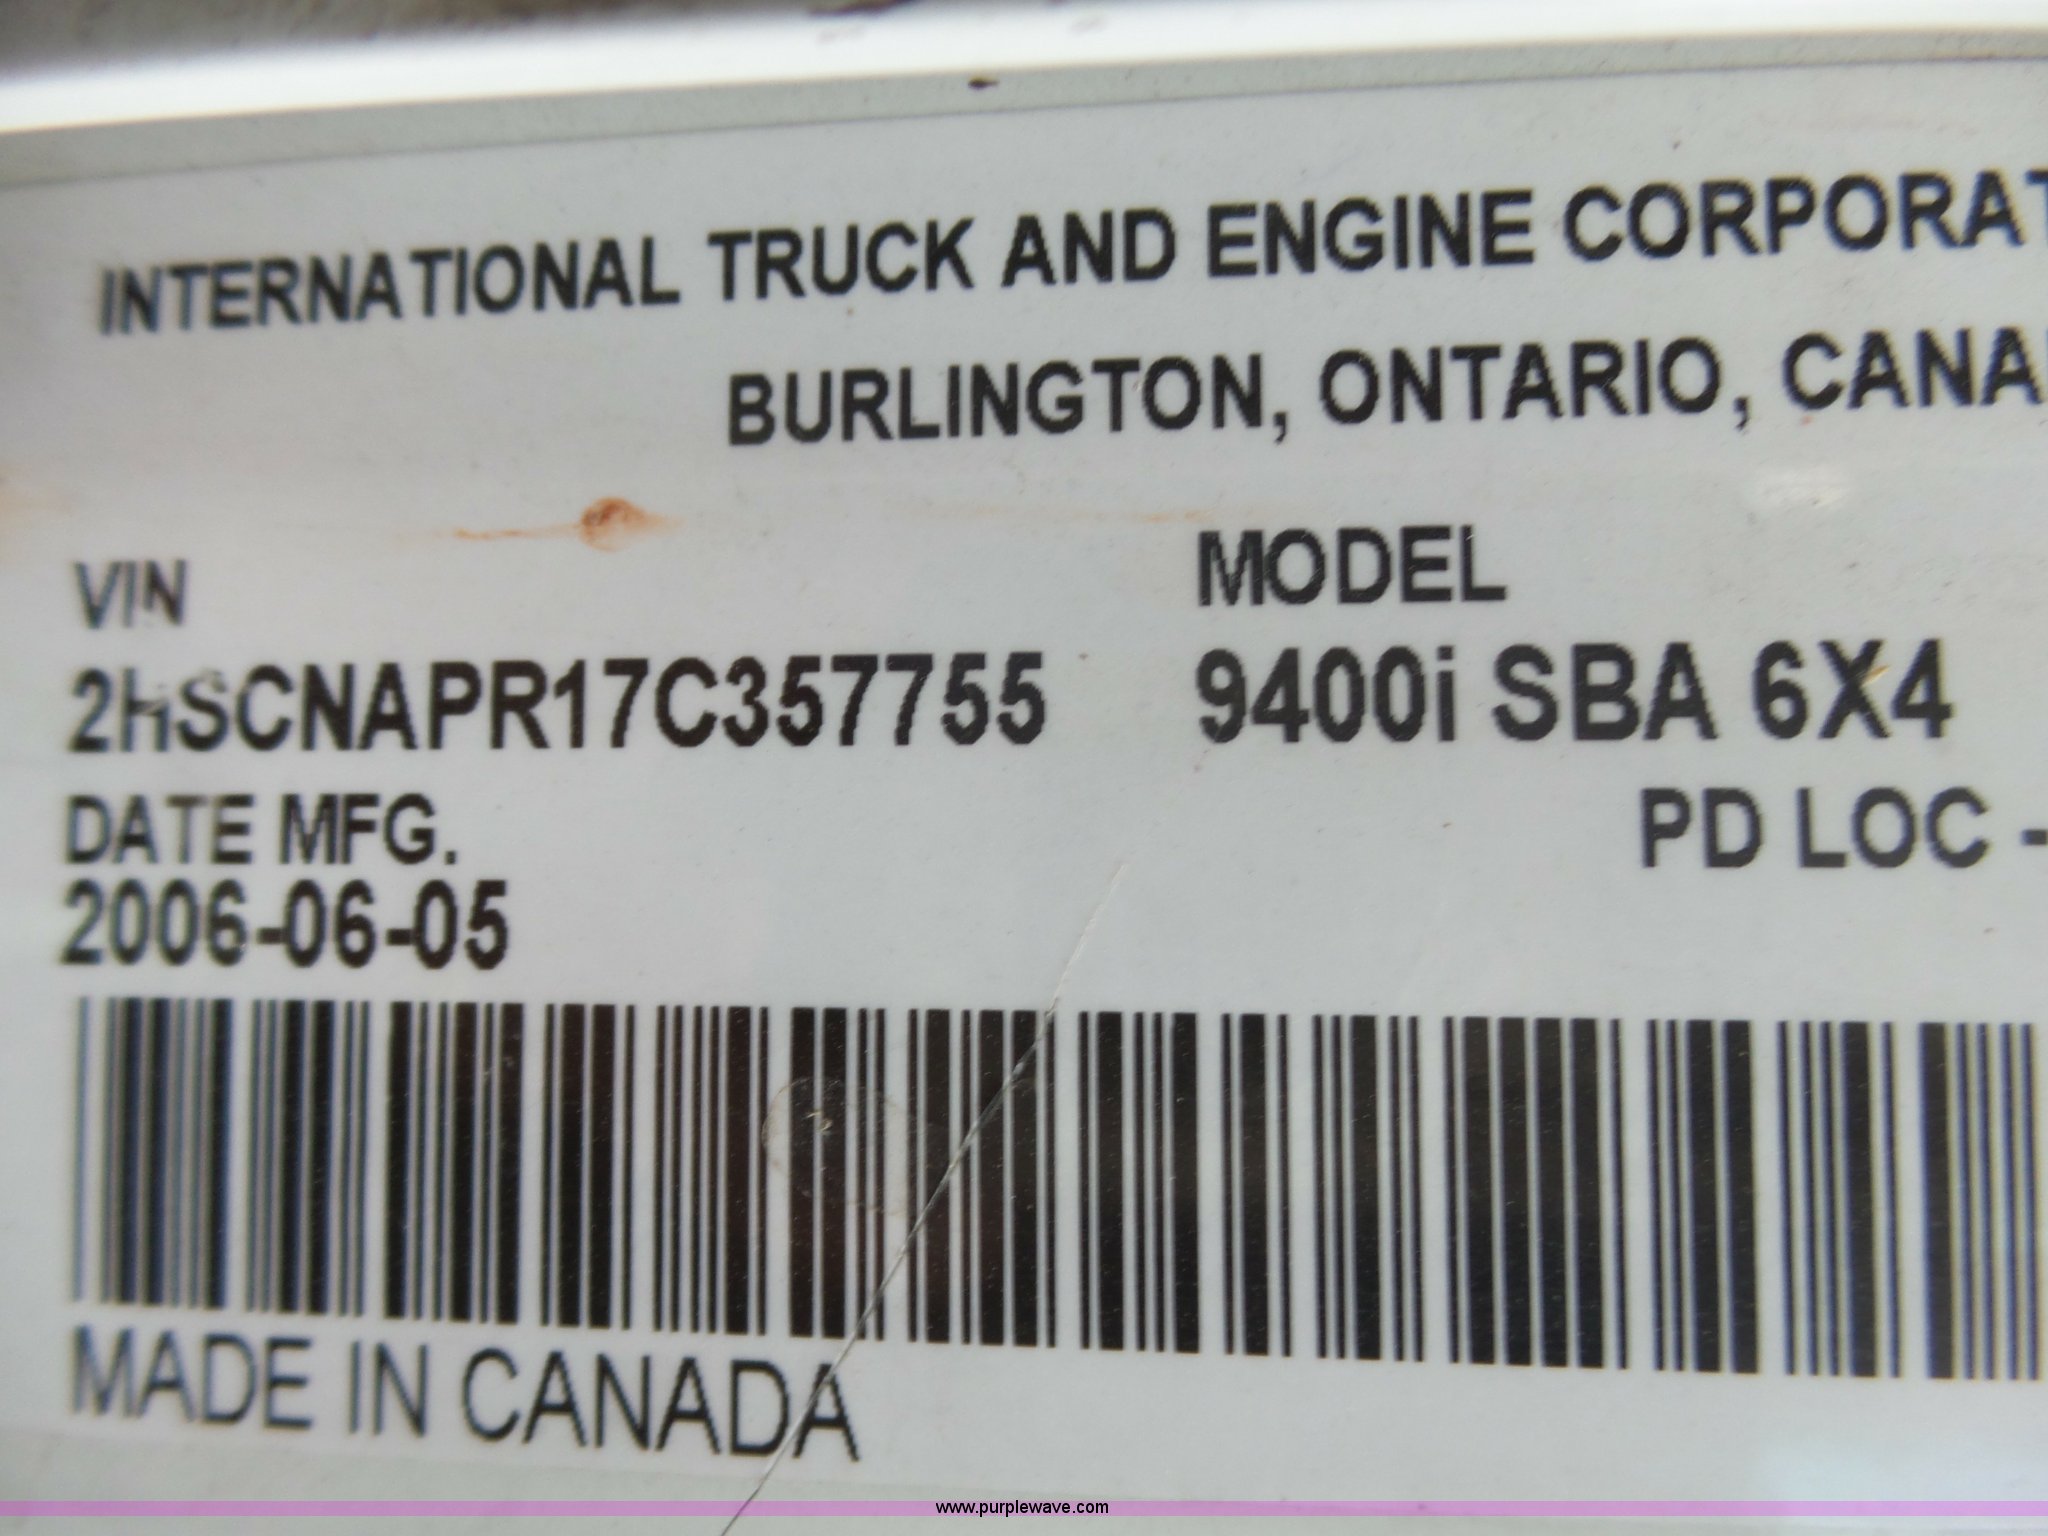 INTERNATIONAL TRUCK AND ENGINE CORPORAT
BURLINGTON, ONTARIO, CANA
VIN
MODEL
2HSCNAPR17C357755
9400i SBA 6X4
DATE MFG.
PD LOC -
2006-06-05
MADE IN CANADA
www.purplewave.com